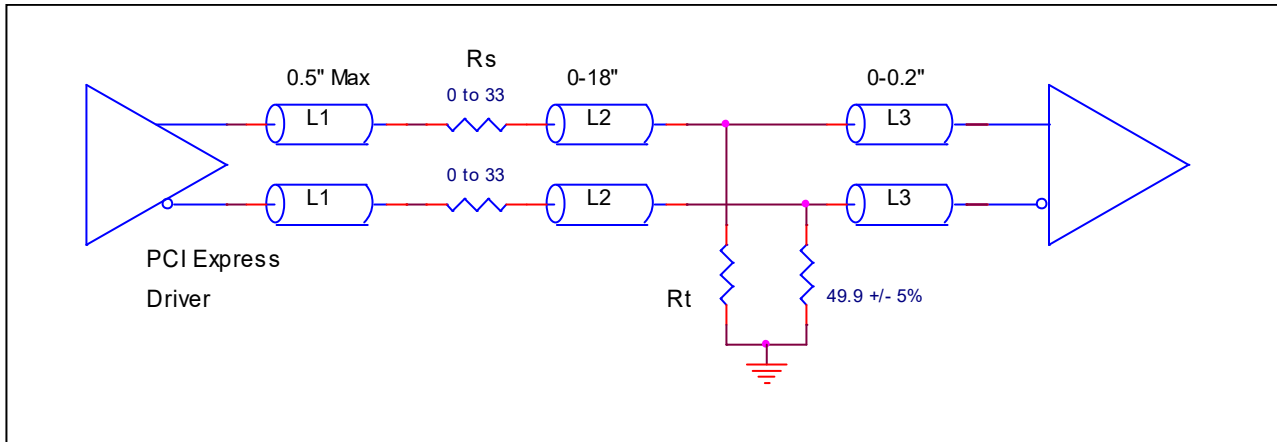 Rs
0.5" Max
0-18"
0-0.2"
0 to 33
L1
L2
L3
0 to 33
L1
L2
L3
PCI Express
Driver
Rt
49.9 +/- 5%